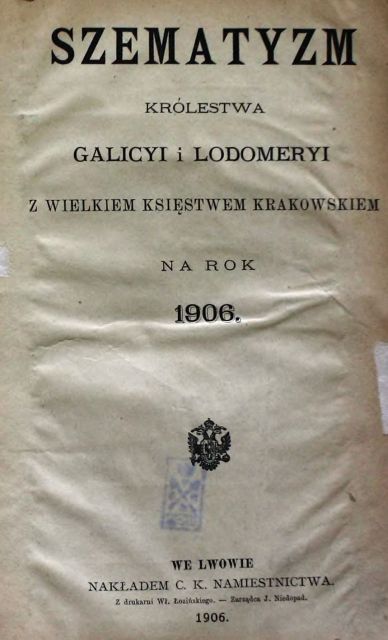 SZEMATYZM
KRÓLESTWA
GALICYI i LODOMERYI
Z WIELKIEM KSIĘSTWEM KRAKOWSKIEM
NA ROK
1906.
WE LWOWIE
NAKŁADEM C. K. NAMIESTNICTWA.
Z drukarni Wł. Łozińskiego. — Zarządca J. Niedopad.
1906.